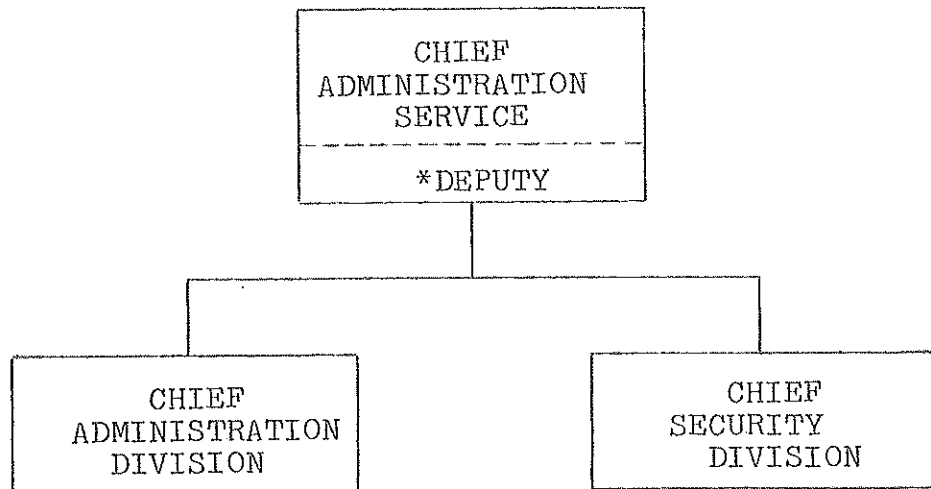 CHIEF
ADMINISTRATION
SERVICE
*DEPUTY
CHIEF
ADMINISTRATION
DIVISION
CHIEF
SECURITY
DIVISION